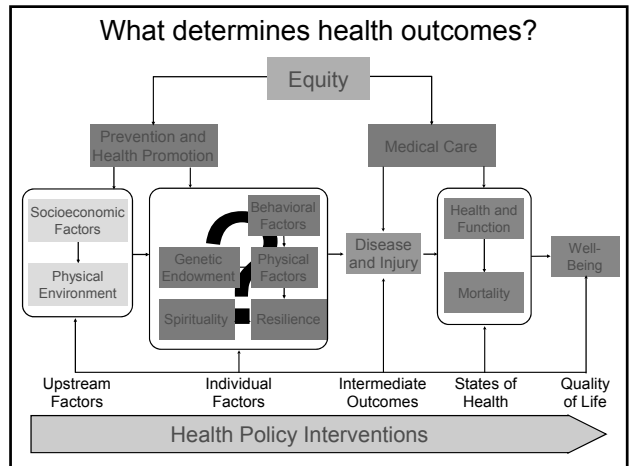 What determines health outcomes?
Equity
Prevention and
Health Promotion
Medical Care
Socioeconomic
Factors
Physical
Environment
Behavioral
Factors
Genetic
Endowment
Physical
Factors
Spirituality
Resilience
?
Disease
and Injury
Health and
Function
Mortality
Well-
Being
Upstream
Factors
Individual
Factors
Intermediate
Outcomes
States of
Health
Quality
of Life
Health Policy Interventions